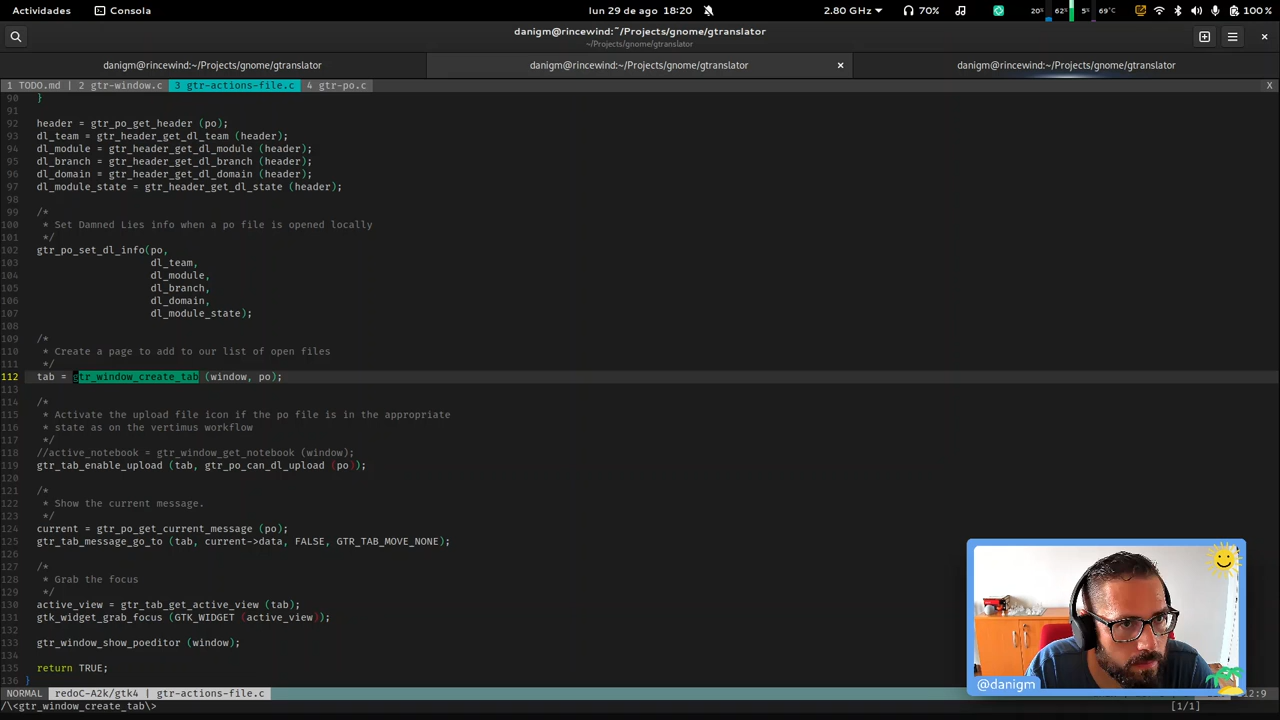 Actividades
Consola
lun 29 de ago 18:20
2.80 GHz
70%
20%
62%
5%
69°C
100 %
danigm@rincewind:~/Projects/gnome/gtranslator
~/Projects/gnome/gtranslator
danigm@rincewind:~/Projects/gnome/gtranslator
danigm@rincewind:~/Projects/gnome/gtranslator
danigm@rincewind:~/Projects/gnome/gtranslator
1 TODO.md | 2 gtr-window.c 3 gtr-actions-file.c 4 gtr-po.c X
90 }
91
92 header = gtr_po_get_header (po);
93 dl_team = gtr_header_get_dl_team (header);
94 dl_module = gtr_header_get_dl_module (header);
95 dl_branch = gtr_header_get_dl_branch (header);
96 dl_domain = gtr_header_get_dl_domain (header);
97 dl_module_state = gtr_header_get_dl_state (header);
98
99 /*
100 * Set Damned Lies info when a po file is opened locally
101 */
102 gtr_po_set_dl_info(po,
103 dl_team,
104 dl_module,
105 dl_branch,
106 dl_domain,
107 dl_module_state);
108
109 /*
110 * Create a page to add to our list of open files
111 */
112 tab = gtr_window_create_tab (window, po);
113
114 /*
115 * Activate the upload file icon if the po file is in the appropriate
116 * state as on the vertimus workflow
117 */
118 //active_notebook = gtr_window_get_notebook (window);
119 gtr_tab_enable_upload (tab, gtr_po_can_dl_upload (po));
120
121 /*
122 * Show the current message.
123 */
124 current = gtr_po_get_current_message (po);
125 gtr_tab_message_go_to (tab, current->data, FALSE, GTR_TAB_MOVE_NONE);
126
127 /*
128 * Grab the focus
129 */
130 active_view = gtr_tab_get_active_view (tab);
131 gtk_widget_grab_focus (GTK_WIDGET (active_view));
132
133 gtr_window_show_poeditor (window);
134
135 return TRUE;
136 }
NORMAL redoC-A2k/gtk4 | gtr-actions-file.c
/\<gtr_window_create_tab\> [1/1]
@danigm